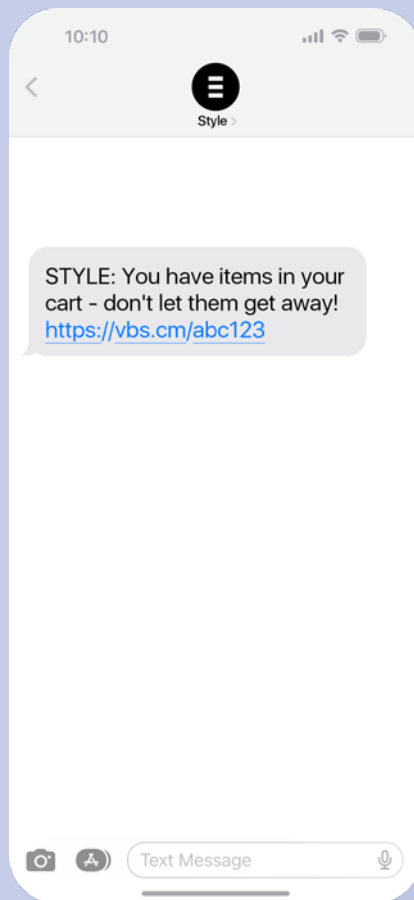 10:10
Style
STYLE: You have items in your
cart - don't let them get away!
https://vbs.cm/abc123
Text Message